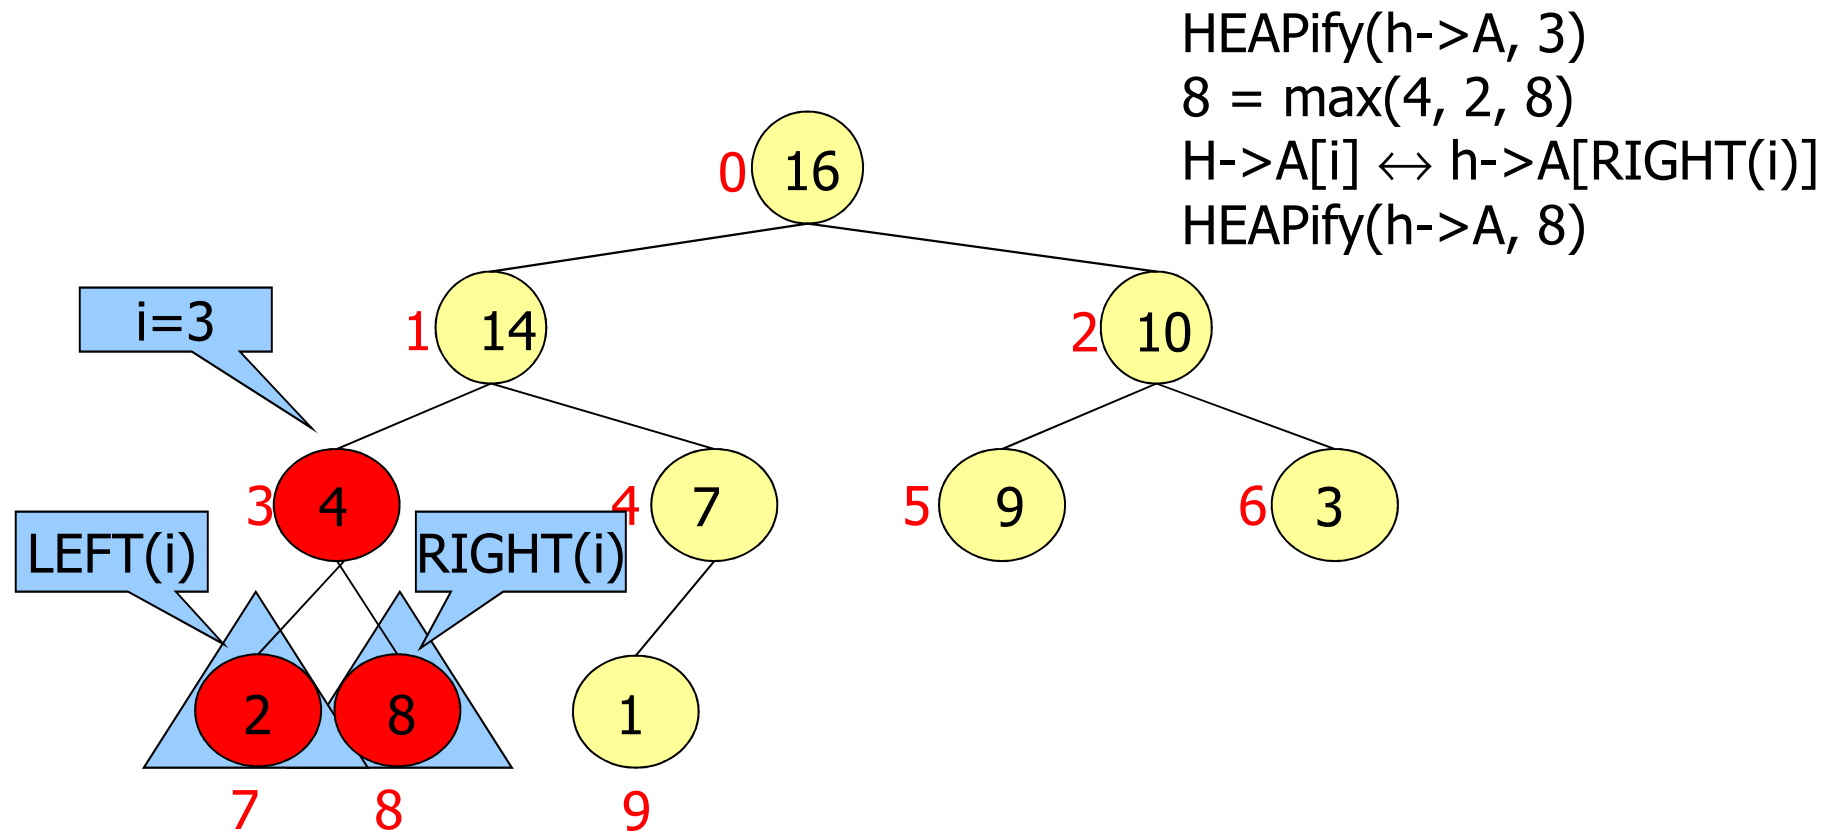 HEAPify(h->A, 3)
8 = max(4, 2, 8)
H->A[i] ↔ h->A[RIGHT(i)]
HEAPify(h->A, 8)
0 16
i=3
1 14
2 10
3 4
4 7
5 9
6 3
LEFT(i)
RIGHT(i)
2
8
1
7
8
9